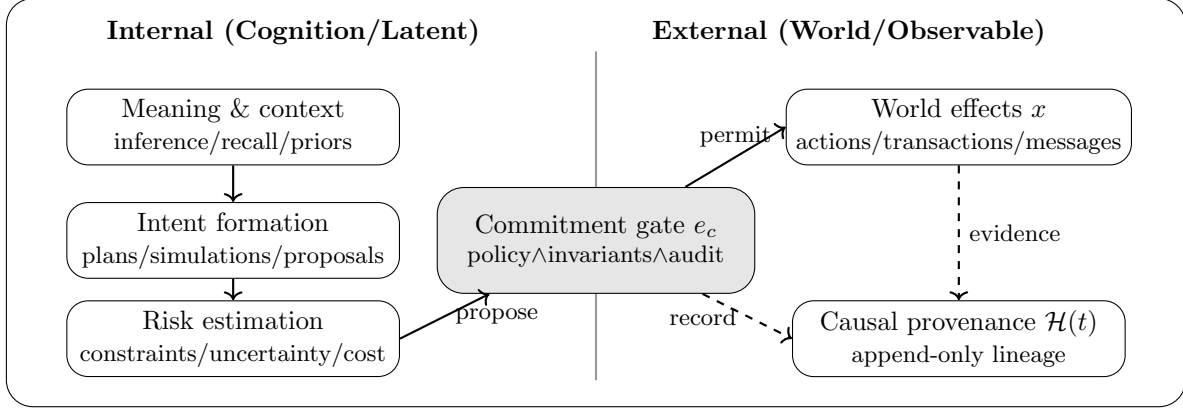 Internal (Cognition/Latent)
External (World/Observable)
Meaning & context
inference/recall/priors
Intent formation
plans/simulations/proposals
Risk estimation
constraints/uncertainty/cost
propose
Commitment gate e_c
policy∧invariants∧audit
permit
record
World effects x
actions/transactions/messages
evidence
Causal provenance ℋ(t)
append-only lineage